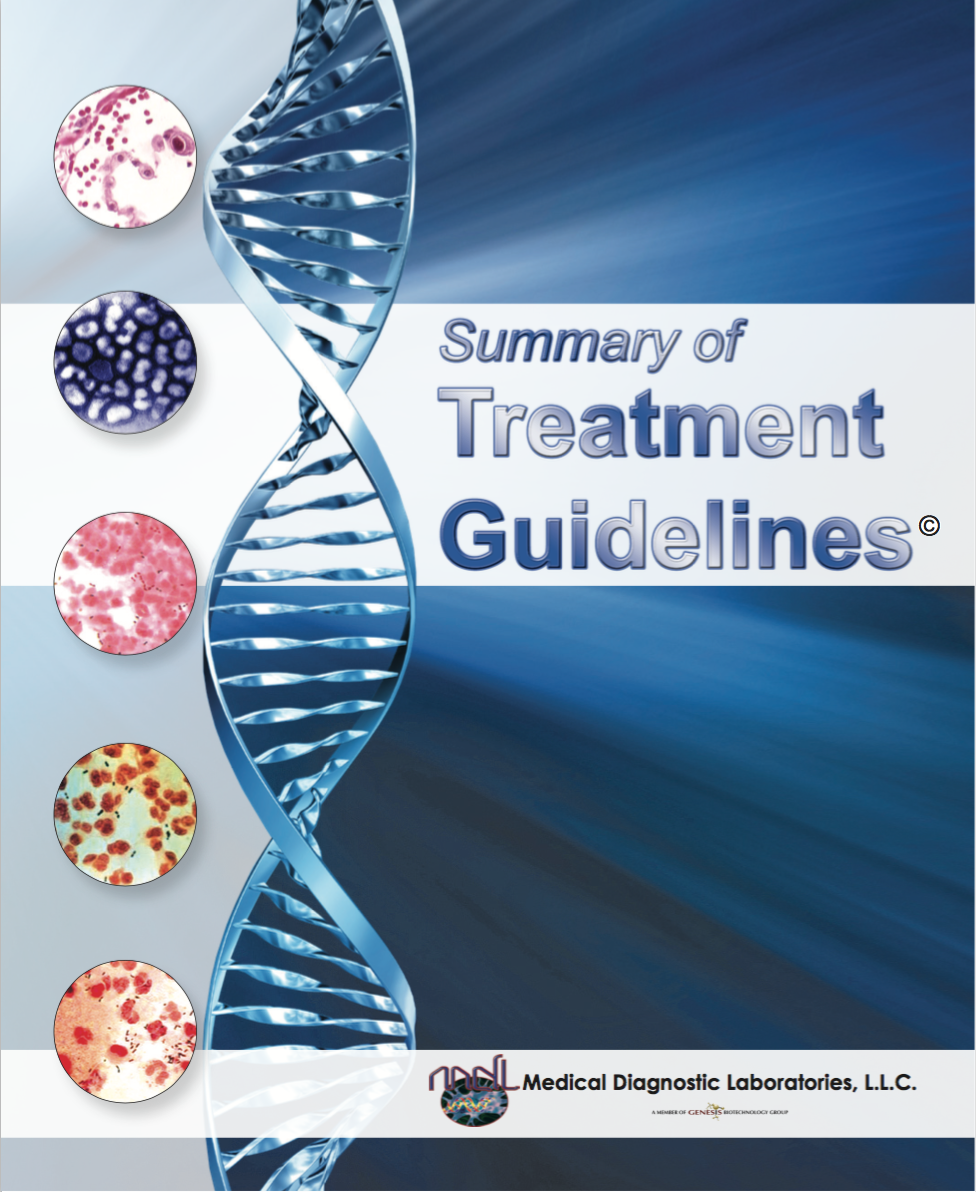 Summary of
Treatment
Guidelines©
mdl Medical Diagnostic Laboratories, L.L.C.
A MEMBER OF GENESIS BIOTECHNOLOGY GROUP